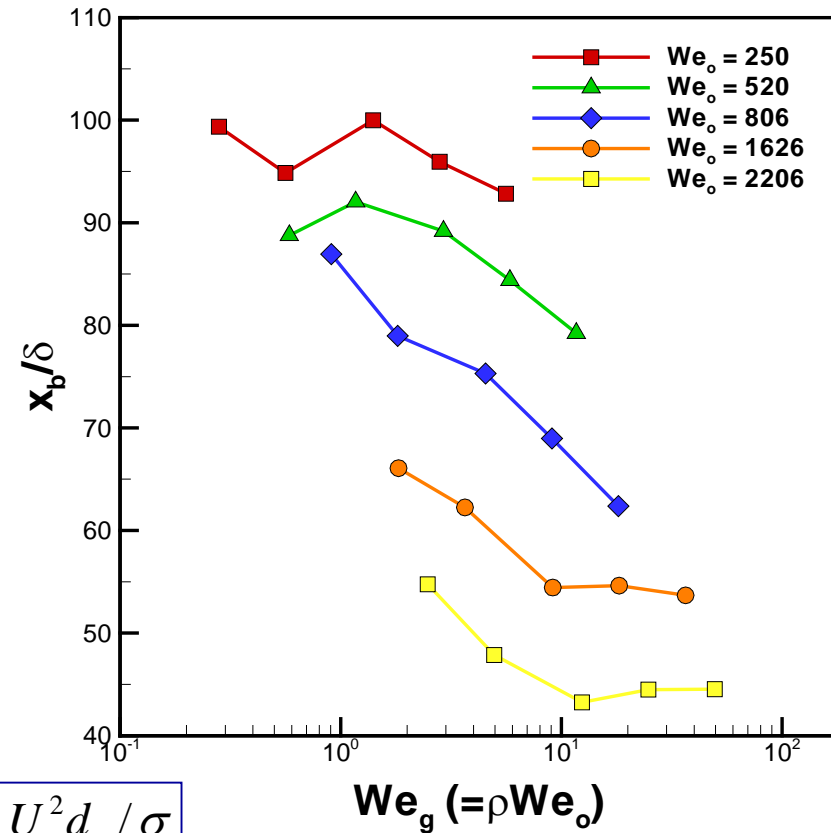 110
100
90
80
70
60
50
40
x_b/δ
We_o = 250
We_o = 520
We_o = 806
We_o = 1626
We_o = 2206
10^-1 10^0 10^1 10^2
We_g (=ρWe_o)
U^2 d / σ